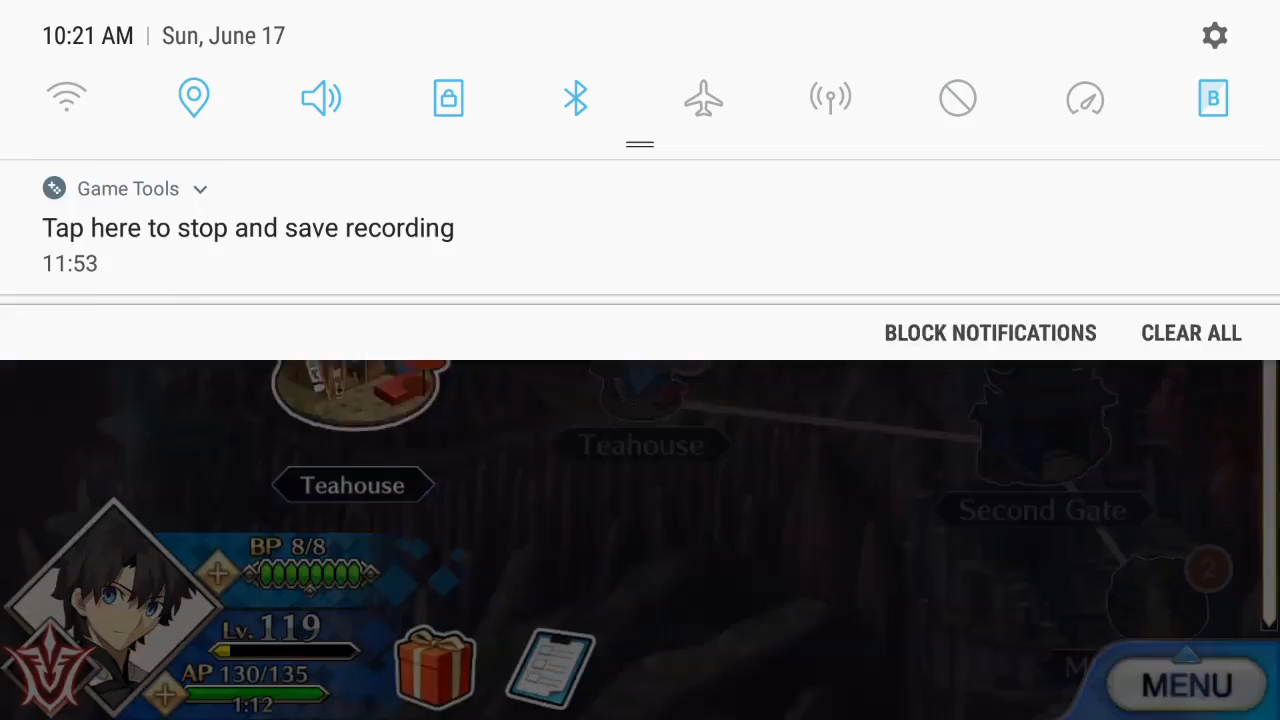 10:21 AM | Sun, June 17
B
Game Tools
Tap here to stop and save recording
11:53
BLOCK NOTIFICATIONS CLEAR ALL
Teahouse
Teahouse
Second Gate
BP 8/8
2
Lv. 119
AP 130/135
1:12
MENU